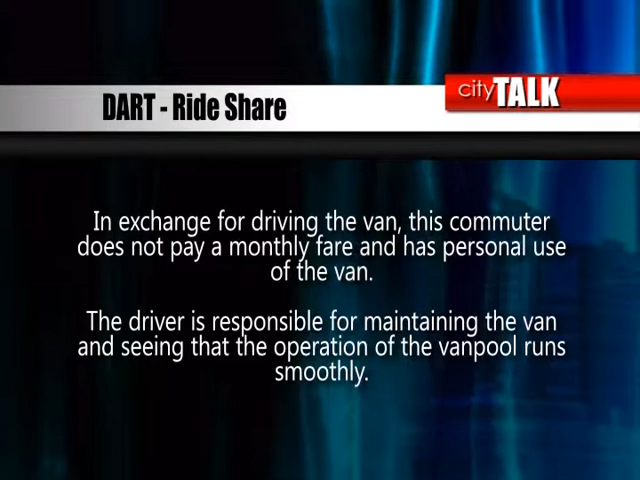 DART - Ride Share
cityTALK
In exchange for driving the van, this commuter
does not pay a monthly fare and has personal use
of the van.
The driver is responsible for maintaining the van
and seeing that the operation of the vanpool runs
smoothly.